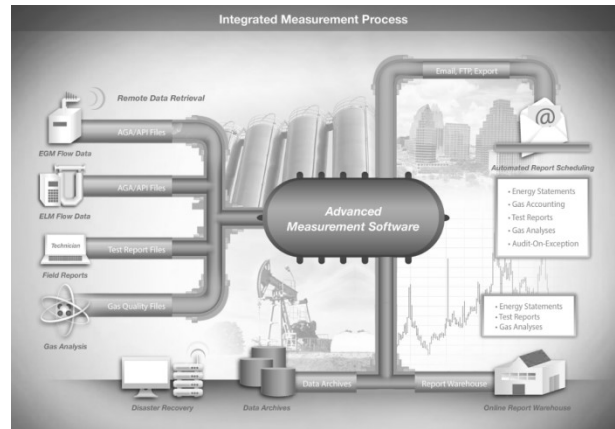 Integrated Measurement Process
Remote Data Retrieval
AGA/API Files
EGM Flow Data
AGA/API Files
ELM Flow Data
Technician
Test Report Files
Field Reports
Gas Quality Files
Gas Analysis
Advanced
Measurement Software
Email, FTP, Export
@
Automated Report Scheduling
• Energy Statements
• Gas Accounting
• Test Reports
• Gas Analyses
• Audit-On-Exception
• Energy Statements
• Test Reports
• Gas Analyses
Disaster Recovery
Data Archives
Data Archives
Report Warehouse
Online Report Warehouse